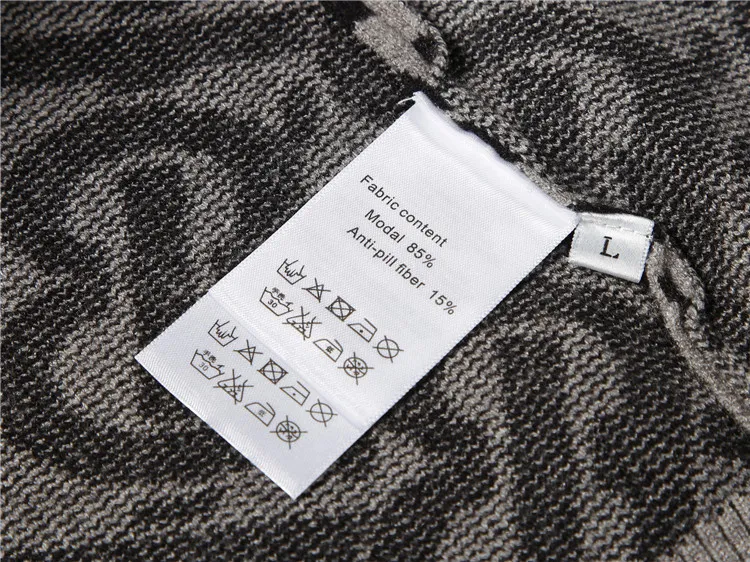 Fabric content
Modal 85%
Anti-pill fiber 15%
30
30
L